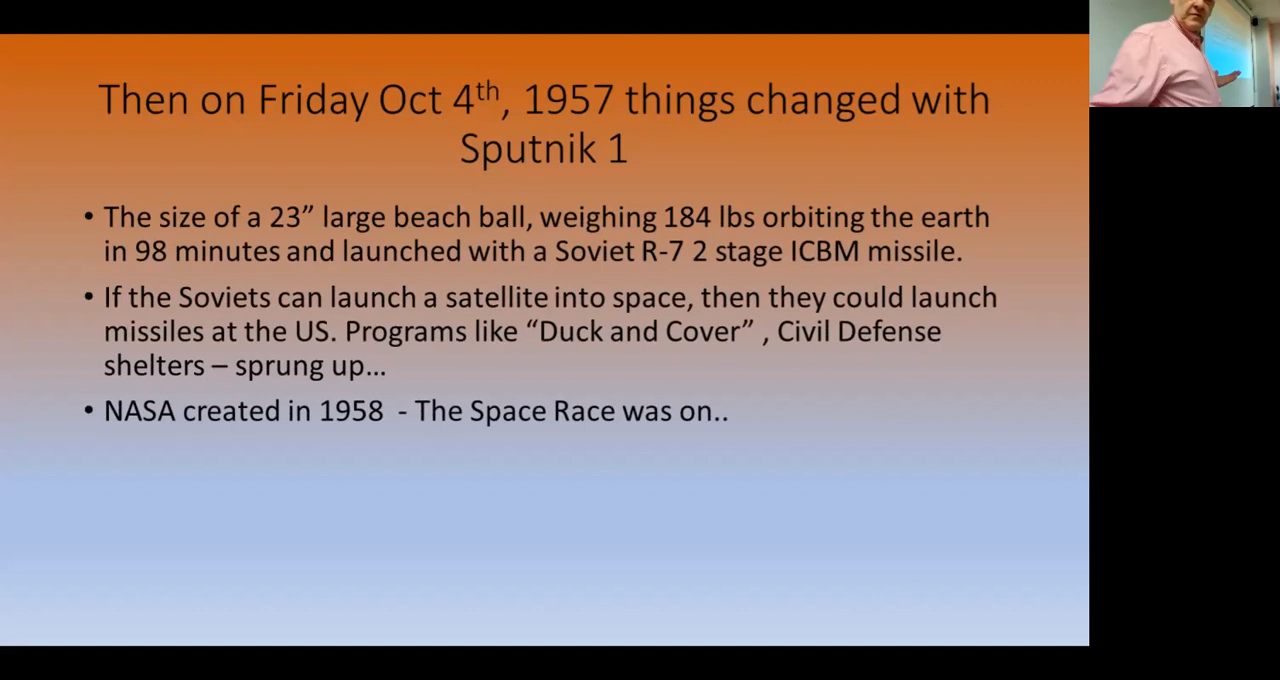 Then on Friday Oct 4th, 1957 things changed with
Sputnik 1
• The size of a 23” large beach ball, weighing 184 lbs orbiting the earth
in 98 minutes and launched with a Soviet R-7 2 stage ICBM missile.
• If the Soviets can launch a satellite into space, then they could launch
missiles at the US. Programs like “Duck and Cover” , Civil Defense
shelters – sprung up...
• NASA created in 1958  - The Space Race was on..